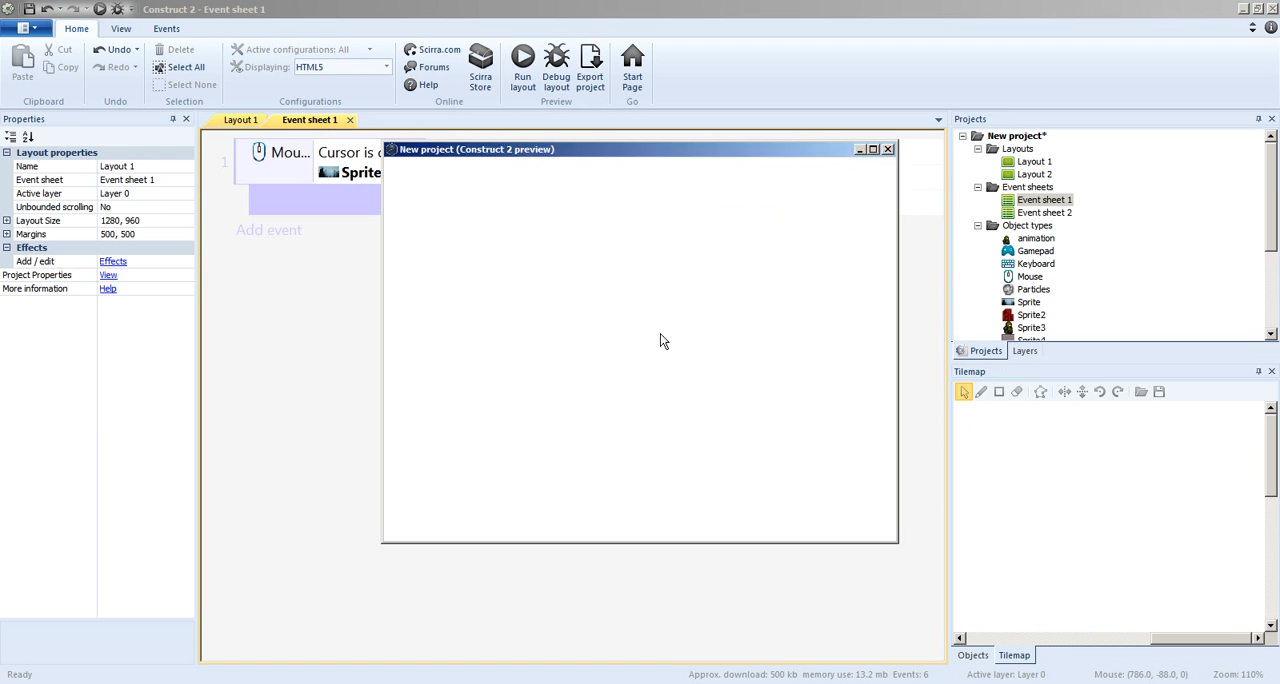 Construct 2 - Event sheet 1
Home View Events
Paste
Cut
Copy
Clipboard
Undo
Redo
Undo
Delete
Select All
Select None
Selection
Active configurations: All
Displaying: HTML5
Configurations
Scirra.com
Forums
Help
Scirra
Store
Online
Run
layout
Debug
layout
Export
project
Preview
Start
Page
Go
Properties
Layout properties
Name Layout 1
Event sheet Event sheet 1
Active layer Layer 0
Unbounded scrolling No
Layout Size 1280, 960
Margins 500, 500
Effects
Add / edit Effects
Project Properties View
More information Help
Layout 1 Event sheet 1
1 Mou... Cursor is o
Sprite
Add event
New project (Construct 2 preview)
Projects
New project*
Layouts
Layout 1
Layout 2
Event sheets
Event sheet 1
Event sheet 2
Object types
animation
Gamepad
Keyboard
Mouse
Particles
Sprite
Sprite2
Sprite3
Projects Layers
Tilemap
Objects Tilemap
Ready
Approx. download: 500 kb memory use: 13.2 mb Events: 6 Active layer: Layer 0 Mouse: (786.0, -88.0, 0) Zoom: 110%